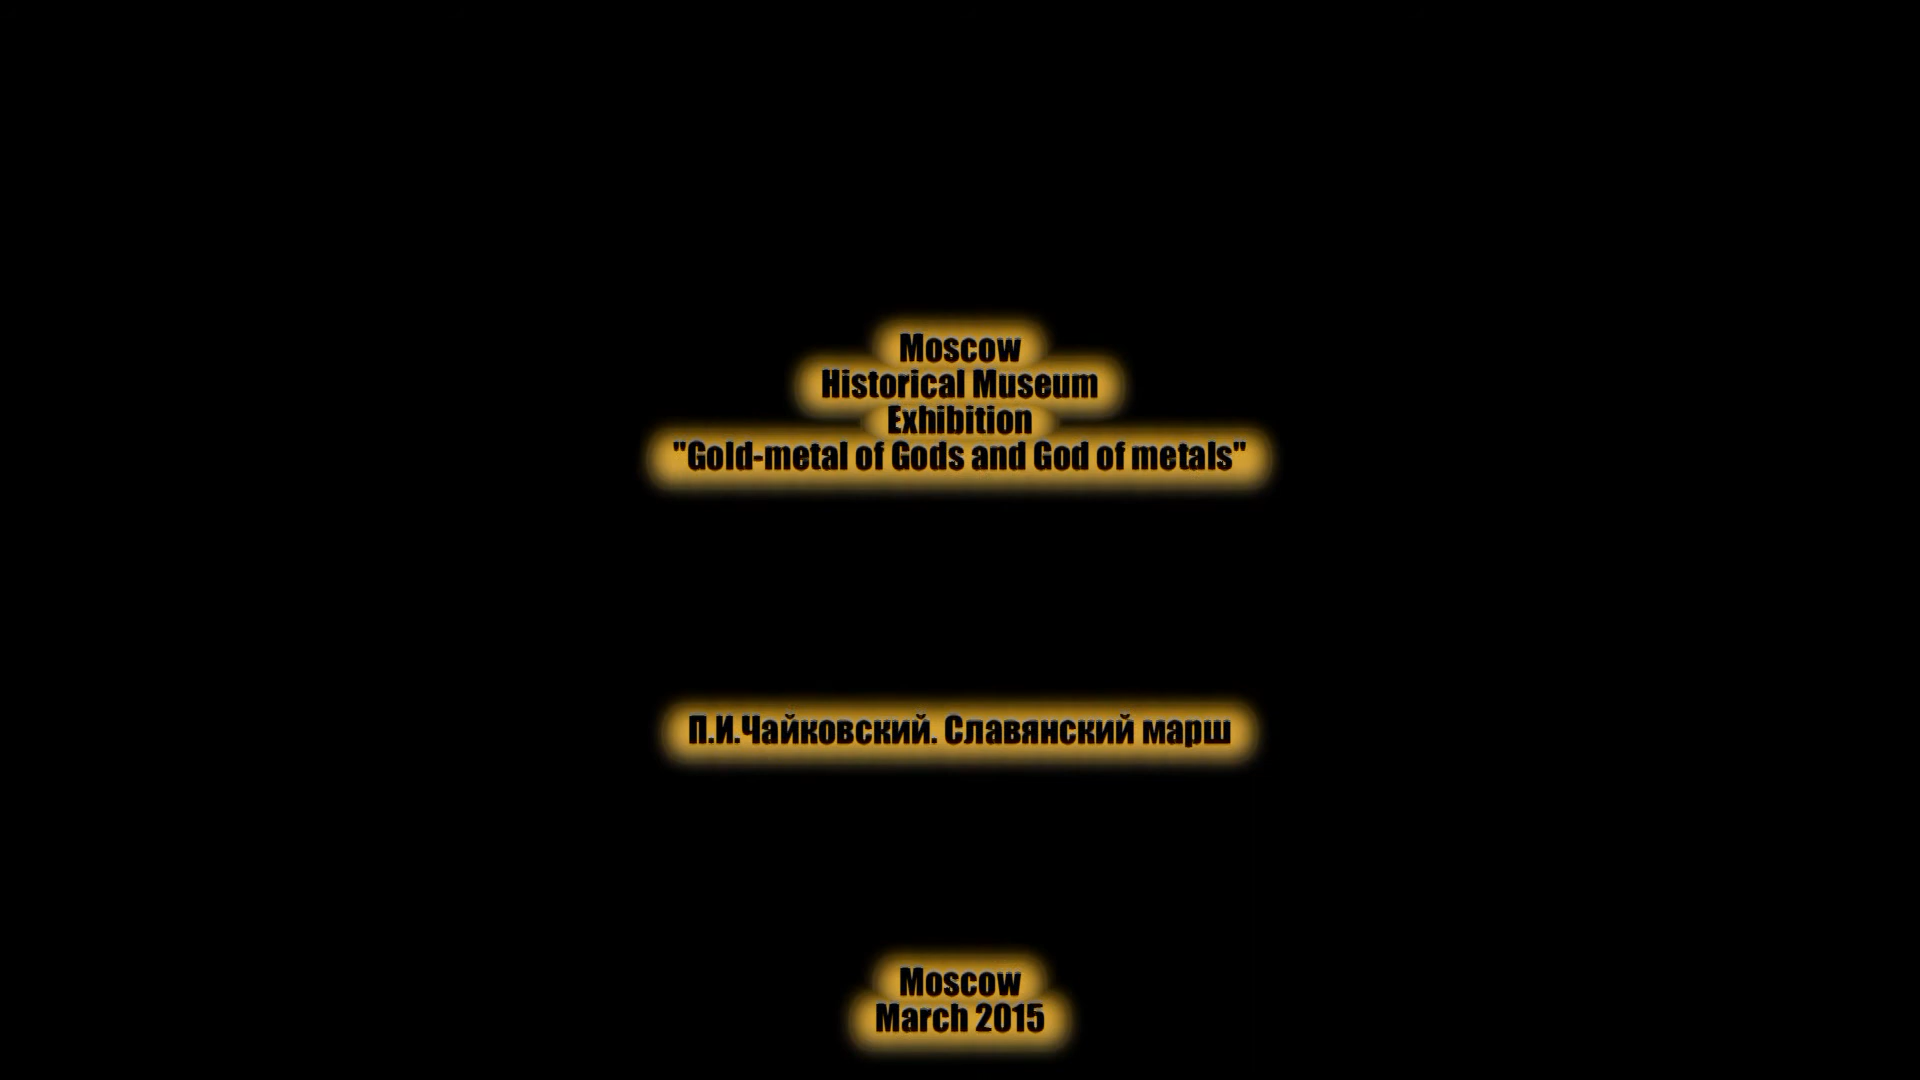 Moscow
Historical Museum
Exhibition
"Gold-metal of Gods and God of metals"
П.И.Чайковский. Славянский марш
Moscow
March 2015